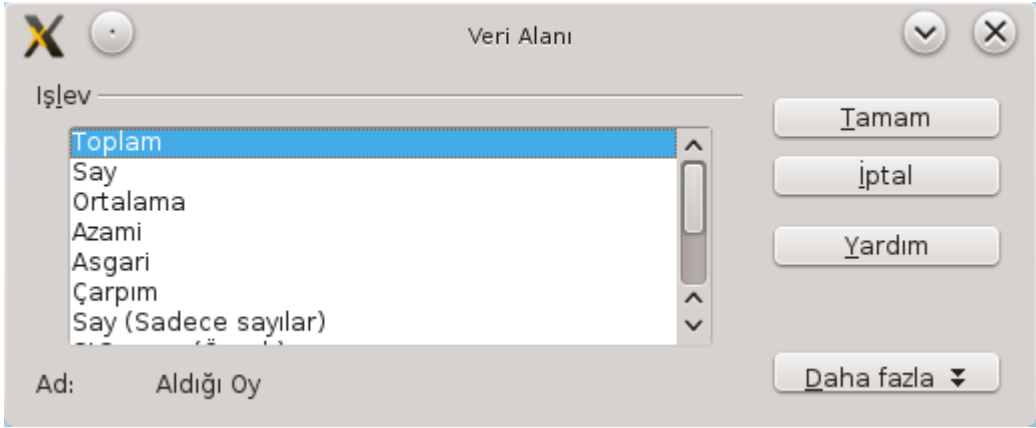 Veri Alanı
Işlev
Toplam
Say
Ortalama
Azami
Asgari
Çarpım
Say (Sadece sayılar)
Ad: Aldığı Oy
Tamam
İptal
Yardım
Daha fazla